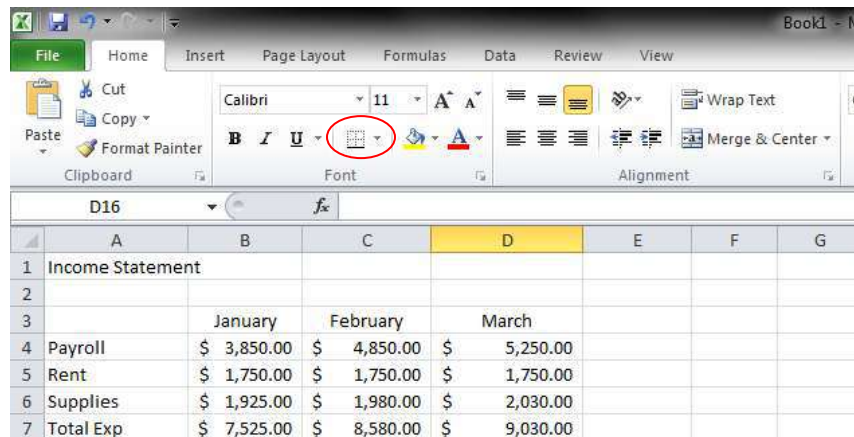 Book1 -
File Home Insert Page Layout Formulas Data Review View
Cut
Copy
Paste
Format Painter
Calibri 11 A A
B I U A
Wrap Text
Merge & Center
Clipboard Font Alignment
D16 fx
A B C D E F G
1 Income Statement
2
3 January February March
4 Payroll $ 3,850.00 $ 4,850.00 $ 5,250.00
5 Rent $ 1,750.00 $ 1,750.00 $ 1,750.00
6 Supplies $ 1,925.00 $ 1,980.00 $ 2,030.00
7 Total Exp $ 7,525.00 $ 8,580.00 $ 9,030.00